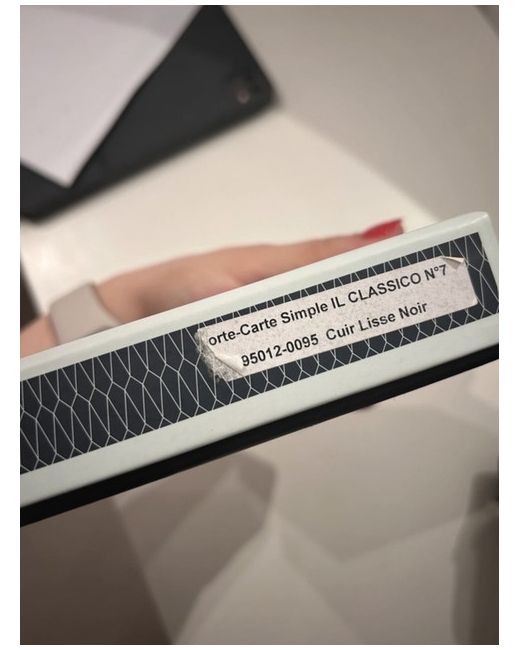 orte-Carte Simple IL CLASSICO N°7
95012-0095 Cuir Lisse Noir